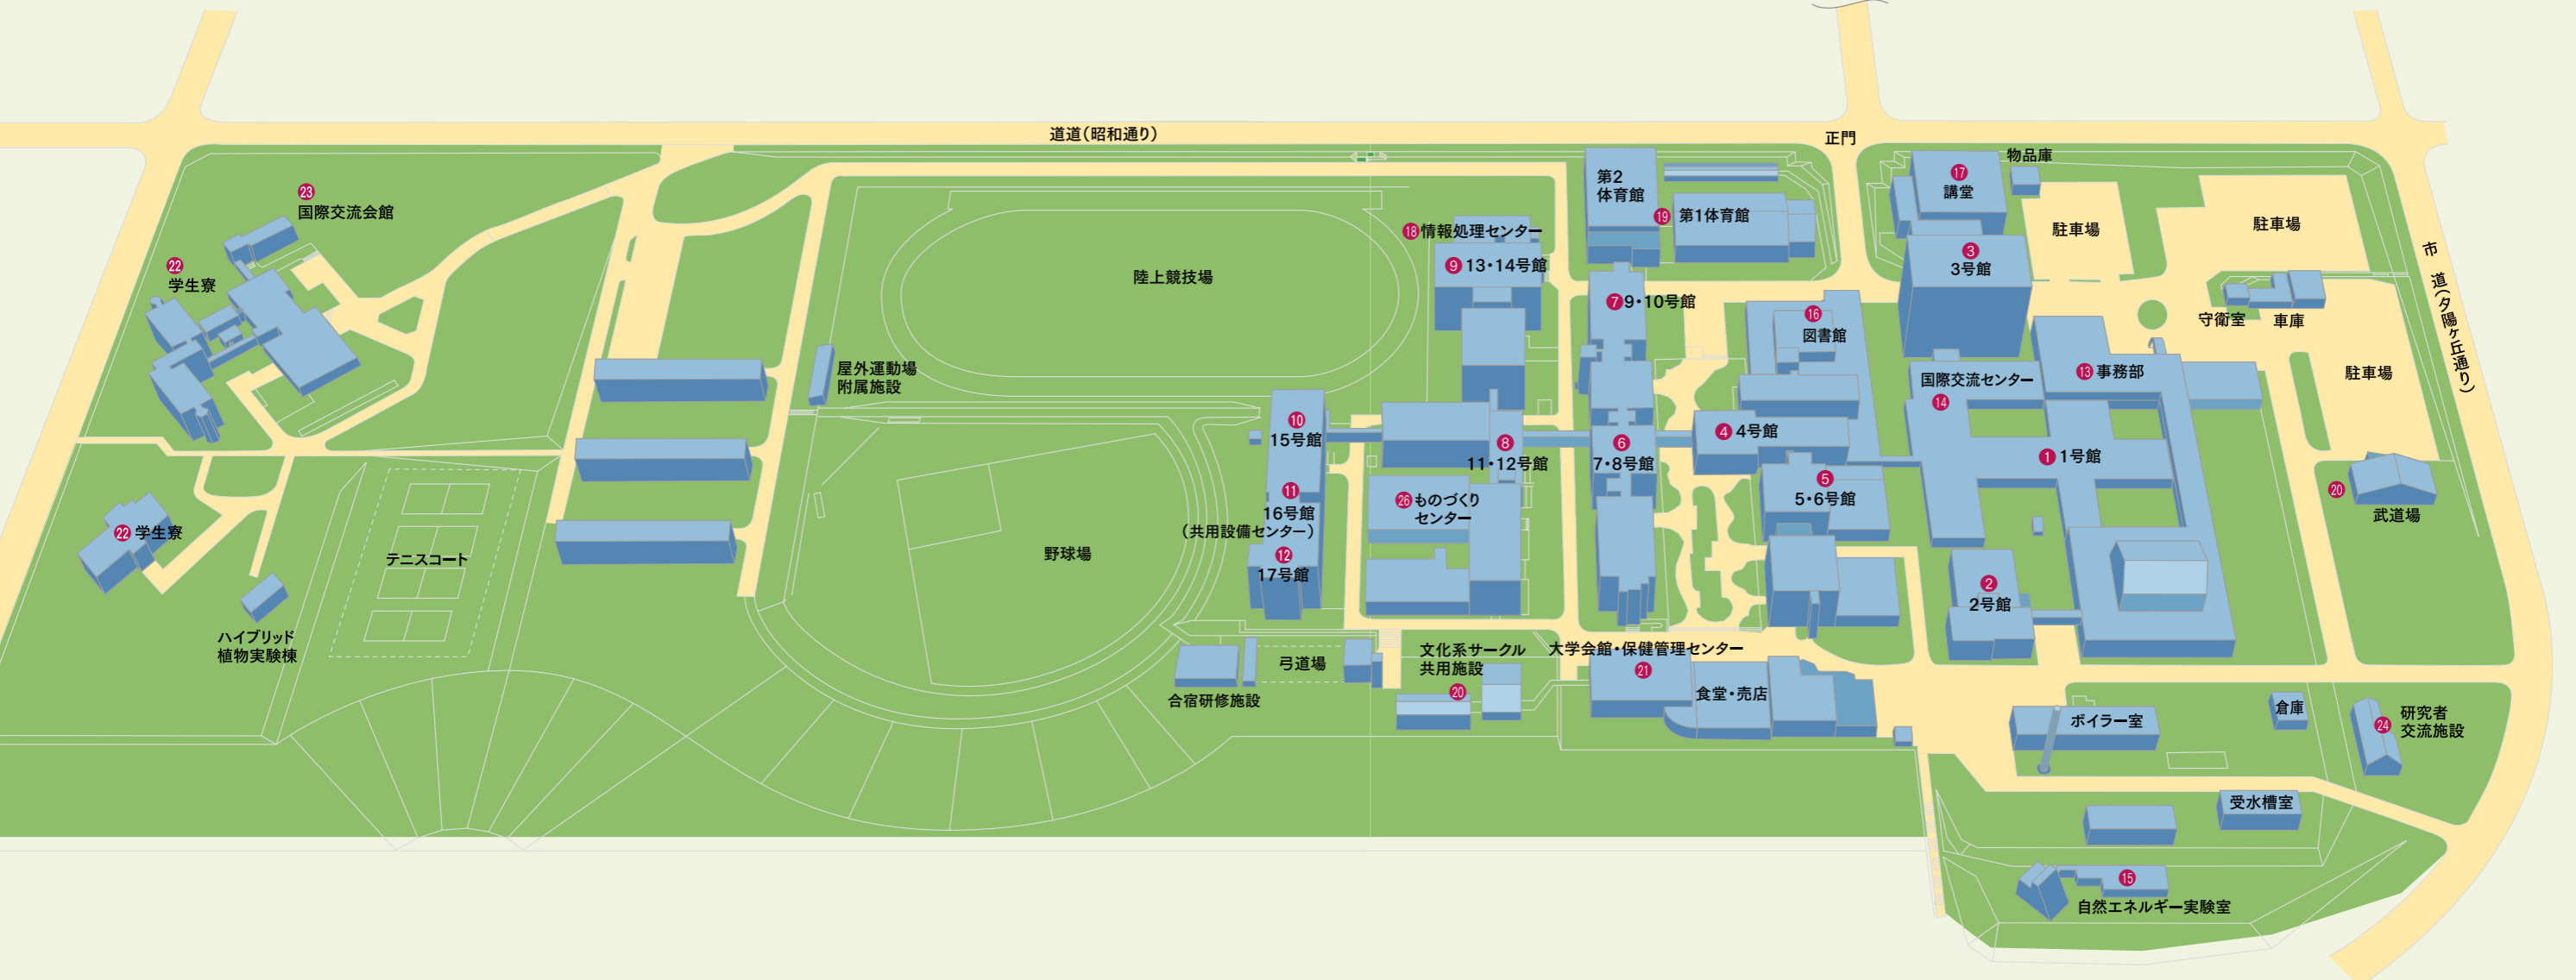 道道(昭和通り)
正門
物品庫
⑰
講堂
第2
体育館
⑲ 第1体育館
駐車場
駐車場
市道(夕陽ヶ丘通り)
㉓
国際交流会館
⑱情報処理センター
⑨ 13・14号館
③
3号館
㉒
学生寮
陸上競技場
⑦9・10号館
⑯
図書館
守衛室
車庫
屋外運動場
附属施設
国際交流センター
⑭
⑬事務部
駐車場
⑩
15号館
④ 4号館
⑧
11・12号館
⑥
7・8号館
① 1号館
⑤
5・6号館
⑳
武道場
⑪
16号館
(共用設備センター)
⑫
17号館
㉖ものづくり
センター
㉒ 学生寮
テニスコート
野球場
②
2号館
ハイブリッド
植物実験棟
弓道場
合宿研修施設
文化系サークル
共用施設
⑳
大学会館・保健管理センター
㉑
食堂・売店
ボイラー室
倉庫
㉔
研究者
交流施設
受水槽室
⑮
自然エネルギー実験室